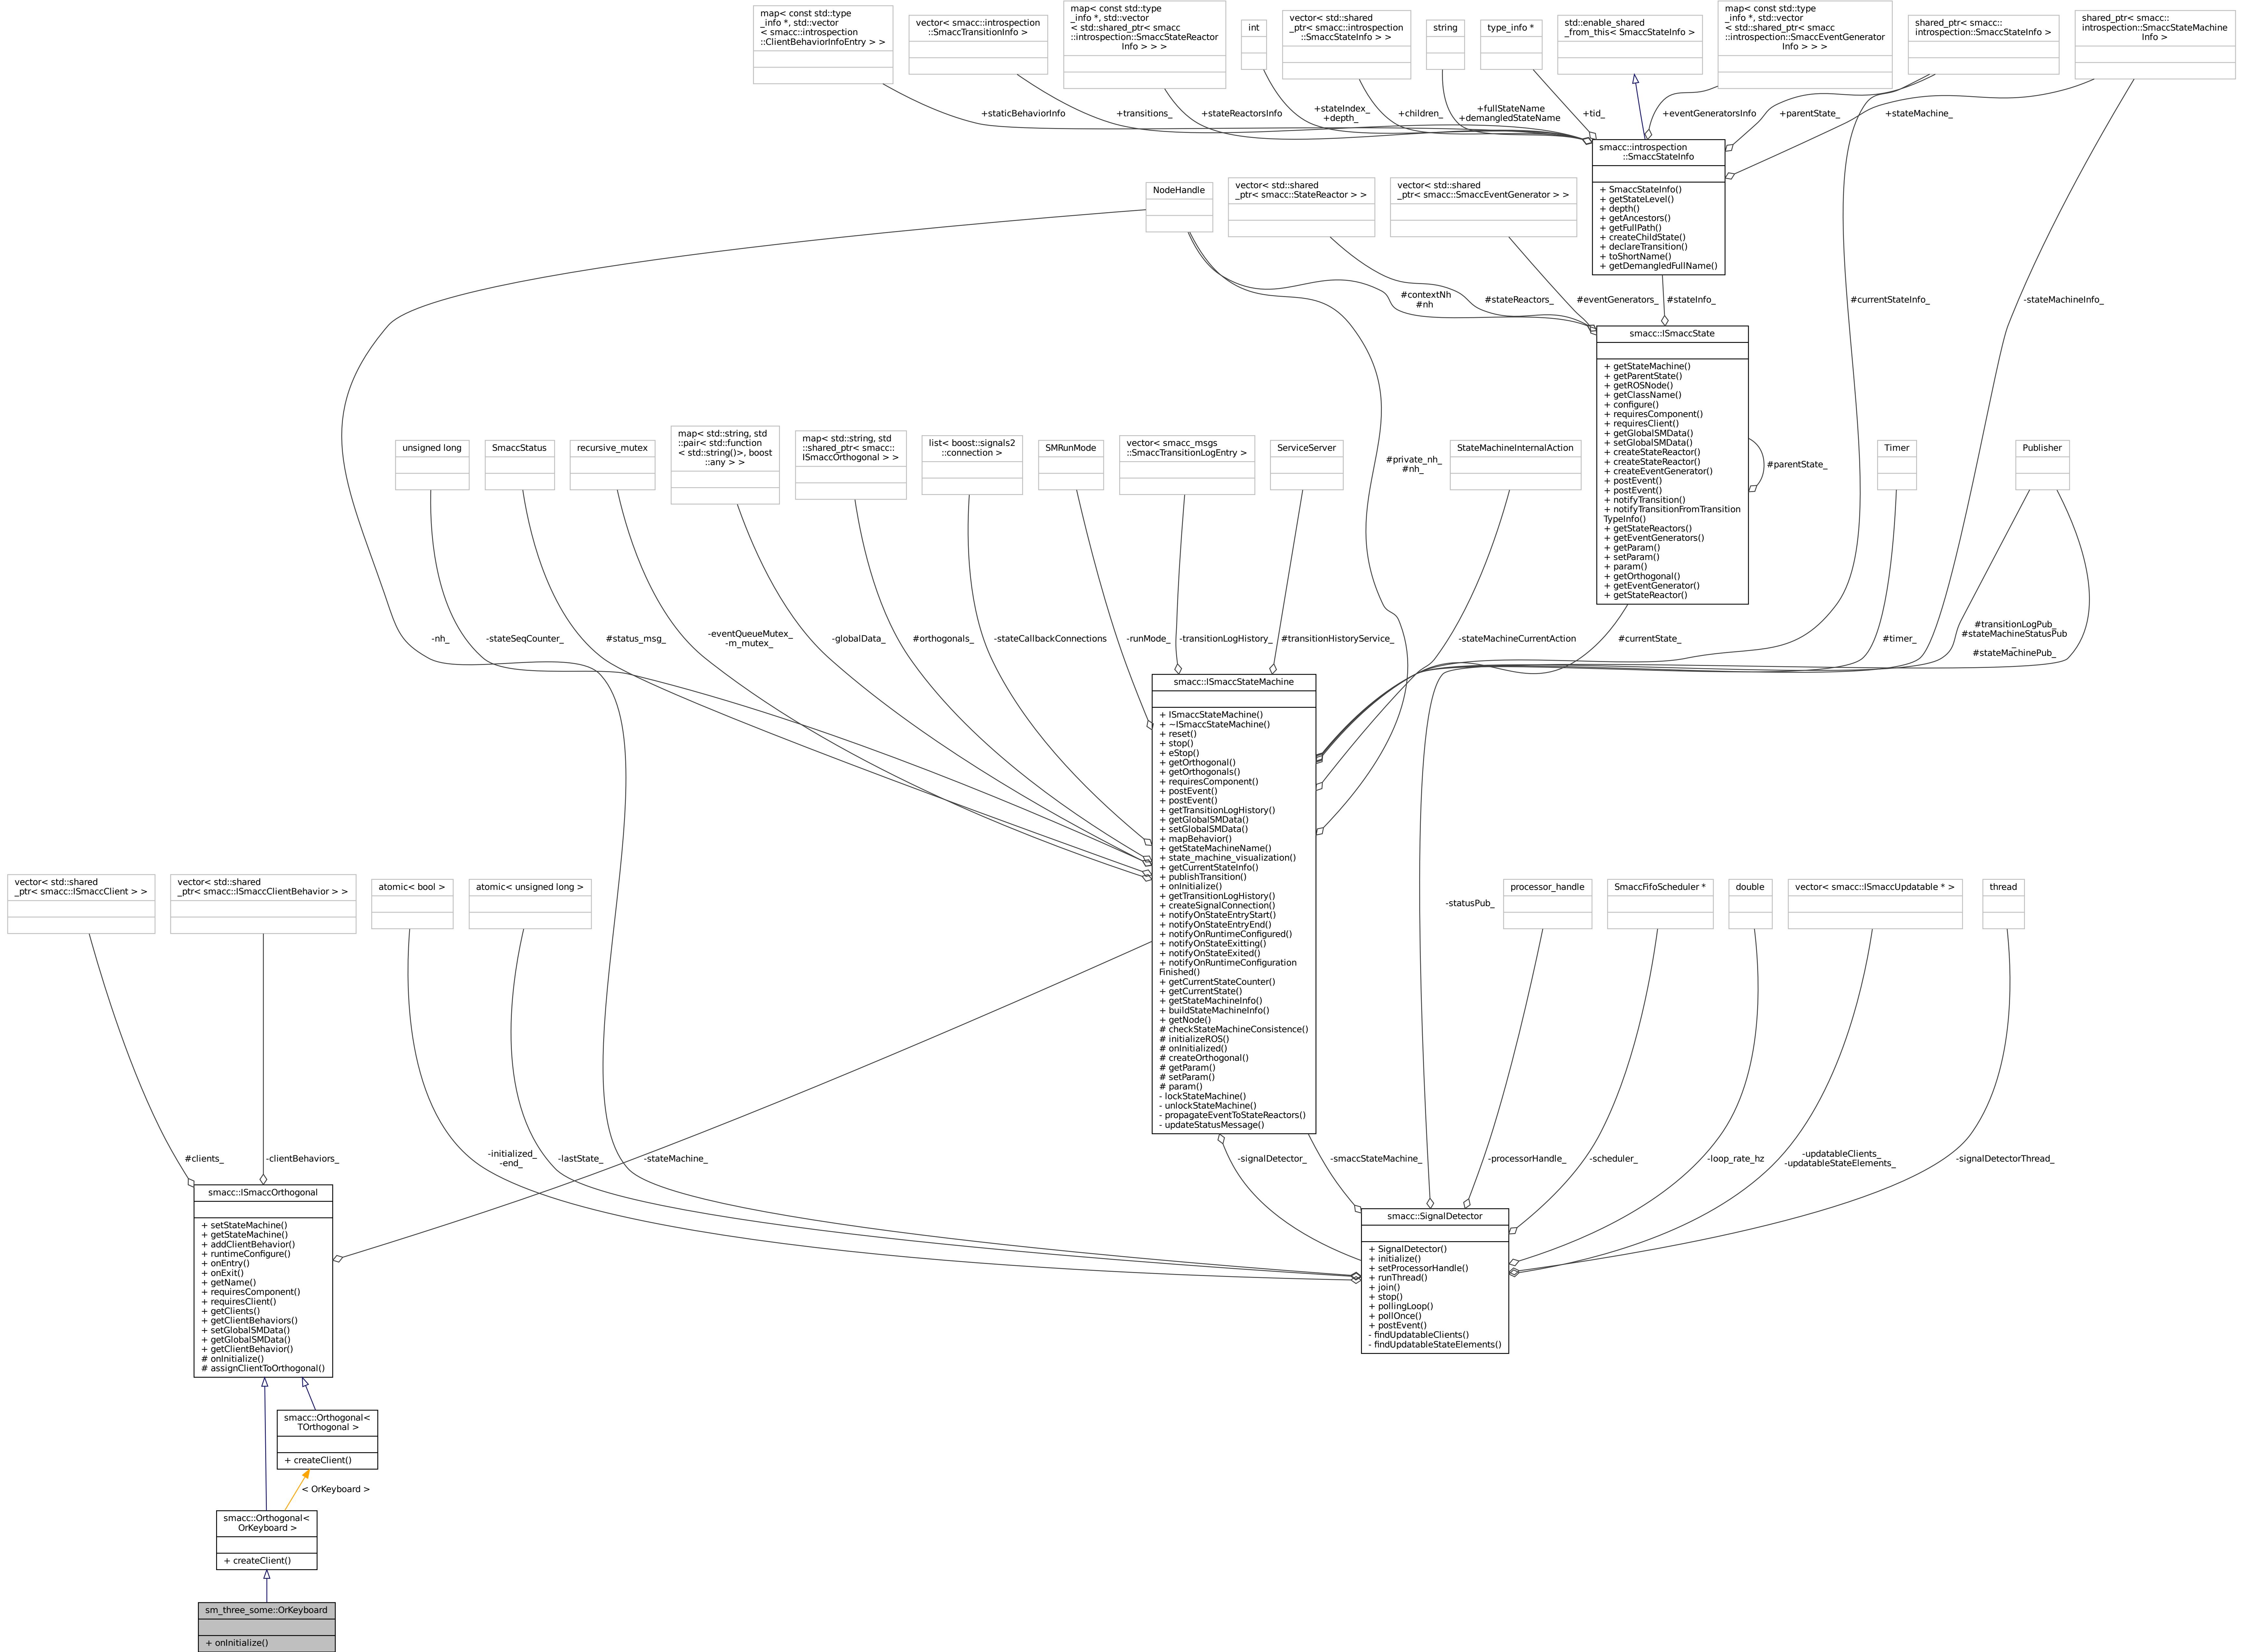 map< const std::type
_info *, std::vector
< smacc::introspection
::ClientBehaviorInfoEntry > >
vector< smacc::introspection
::SmaccTransitionInfo >
map< const std::type
_info *, std::vector
< std::shared_ptr< smacc
::introspection::SmaccStateReactor
Info > > >
int
vector< std::shared
_ptr< smacc::introspection
::SmaccStateInfo > >
string
type_info *
std::enable_shared
_from_this< SmaccStateInfo >
map< const std::type
_info *, std::vector
< std::shared_ptr< smacc
::introspection::SmaccEventGenerator
Info > > >
shared_ptr< smacc::
introspection::SmaccStateInfo >
shared_ptr< smacc::
introspection::SmaccStateMachine
Info >
+staticBehaviorInfo
+transitions_
+stateReactorsInfo
+stateIndex_
+depth_
+children_
+fullStateName
+demangledStateName
+tid_
+eventGeneratorsInfo
+parentState_
+stateMachine_
smacc::introspection
::SmaccStateInfo
+ SmaccStateInfo()
+ getStateLevel()
+ depth()
+ getAncestors()
+ getFullPath()
+ createChildState()
+ declareTransition()
+ toShortName()
+ getDemangledFullName()
NodeHandle
vector< std::shared
_ptr< smacc::StateReactor > >
vector< std::shared
_ptr< smacc::SmaccEventGenerator > >
#contextNh
#nh
#stateReactors_
#eventGenerators_
#stateInfo_
#currentStateInfo_
-stateMachineInfo_
smacc::ISmaccState
+ getStateMachine()
+ getParentState()
+ getROSNode()
+ getClassName()
+ configure()
+ requiresComponent()
+ requiresClient()
+ getGlobalSMData()
+ setGlobalSMData()
+ createStateReactor()
+ createStateReactor()
+ createEventGenerator()
+ postEvent()
+ postEvent()
+ notifyTransition()
+ notifyTransitionFromTransition
TypeInfo()
+ getStateReactors()
+ getEventGenerators()
+ getParam()
+ setParam()
+ param()
+ getOrthogonal()
+ getEventGenerator()
+ getStateReactor()
#parentState_
unsigned long
SmaccStatus
recursive_mutex
map< std::string, std
::pair< std::function
< std::string()>, boost
::any > >
map< std::string, std
::shared_ptr< smacc::
ISmaccOrthogonal > >
list< boost::signals2
::connection >
SMRunMode
vector< smacc_msgs
::SmaccTransitionLogEntry >
ServiceServer
#private_nh_
#nh_
StateMachineInternalAction
Timer
Publisher
-nh_
-stateSeqCounter_
#status_msg_
-eventQueueMutex_
-m_mutex_
-globalData_
#orthogonals_
-stateCallbackConnections
-runMode_
-transitionLogHistory_
#transitionHistoryService_
-stateMachineCurrentAction
#currentState_
#timer_
#transitionLogPub_
#stateMachineStatusPub
_
#stateMachinePub_
smacc::ISmaccStateMachine
+ ISmaccStateMachine()
+ ~ISmaccStateMachine()
+ reset()
+ stop()
+ eStop()
+ getOrthogonal()
+ getOrthogonals()
+ requiresComponent()
+ postEvent()
+ postEvent()
+ getTransitionLogHistory()
+ getGlobalSMData()
+ setGlobalSMData()
+ mapBehavior()
+ getStateMachineName()
+ state_machine_visualization()
+ getCurrentStateInfo()
+ publishTransition()
+ onInitialize()
+ getTransitionLogHistory()
+ createSignalConnection()
+ notifyOnStateEntryStart()
+ notifyOnStateEntryEnd()
+ notifyOnRuntimeConfigured()
+ notifyOnStateExitting()
+ notifyOnStateExited()
+ notifyOnRuntimeConfiguration
Finished()
+ getCurrentStateCounter()
+ getCurrentState()
+ getStateMachineInfo()
+ buildStateMachineInfo()
+ getNode()
# checkStateMachineConsistence()
# initializeROS()
# onInitialized()
# createOrthogonal()
# getParam()
# setParam()
# param()
- lockStateMachine()
- unlockStateMachine()
- propagateEventToStateReactors()
- updateStatusMessage()
vector< std::shared
_ptr< smacc::ISmaccClient > >
vector< std::shared
_ptr< smacc::ISmaccClientBehavior > >
atomic< bool >
atomic< unsigned long >
-statusPub_
processor_handle
SmaccFifoScheduler *
double
vector< smacc::ISmaccUpdatable * >
thread
#clients_
-clientBehaviors_
-initialized_
-end_
-lastState_
-stateMachine_
-signalDetector_
-smaccStateMachine_
-processorHandle_
-scheduler_
-loop_rate_hz
-updatableClients_
-updatableStateElements_
-signalDetectorThread_
smacc::ISmaccOrthogonal
+ setStateMachine()
+ getStateMachine()
+ addClientBehavior()
+ runtimeConfigure()
+ onEntry()
+ onExit()
+ getName()
+ requiresComponent()
+ requiresClient()
+ getClients()
+ getClientBehaviors()
+ setGlobalSMData()
+ getGlobalSMData()
+ getClientBehavior()
# onInitialize()
# assignClientToOrthogonal()
smacc::SignalDetector
+ SignalDetector()
+ initialize()
+ setProcessorHandle()
+ runThread()
+ join()
+ stop()
+ pollingLoop()
+ pollOnce()
+ postEvent()
- findUpdatableClients()
- findUpdatableStateElements()
smacc::Orthogonal<
TOrthogonal >
+ createClient()
< OrKeyboard >
smacc::Orthogonal<
OrKeyboard >
+ createClient()
sm_three_some::OrKeyboard
+ onInitialize()